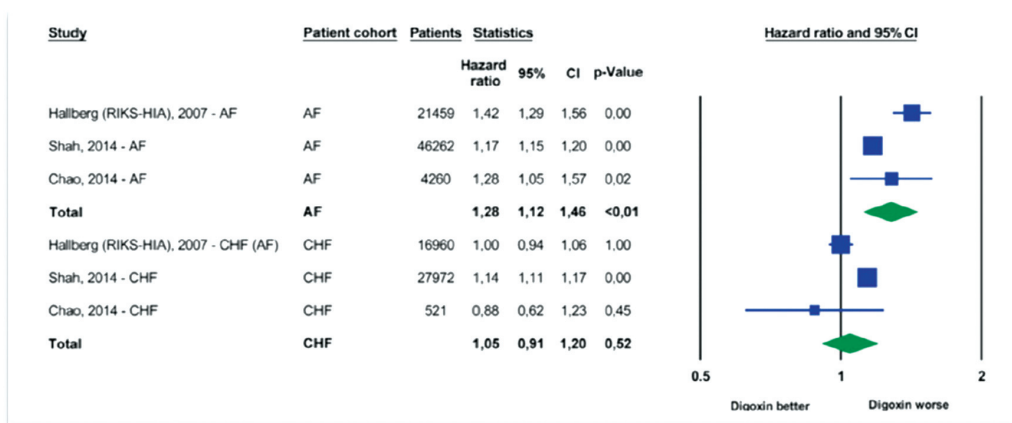 Study Patient cohort Patients Statistics Hazard ratio and 95% CI
Hazard ratio 95% CI p-Value
Hallberg (RIKS-HIA), 2007 - AF AF 21459 1,42 1,29 1,56 0,00
Shah, 2014 - AF AF 46262 1,17 1,15 1,20 0,00
Chao, 2014 - AF AF 4260 1,28 1,05 1,57 0,02
Total AF 1,28 1,12 1,46 <0,01
Hallberg (RIKS-HIA), 2007 - CHF (AF) CHF 16960 1,00 0,94 1,06 1,00
Shah, 2014 - CHF CHF 27972 1,14 1,11 1,17 0,00
Chao, 2014 - CHF CHF 521 0,88 0,62 1,23 0,45
Total CHF 1,05 0,91 1,20 0,52
0.5 1 2
Digoxin better Digoxin worse